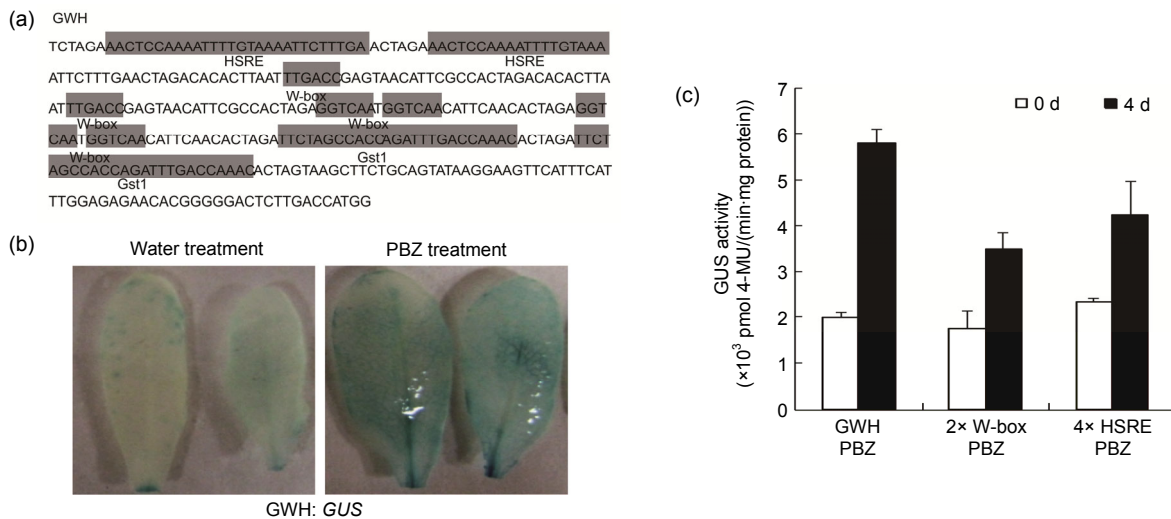 (a)
GWH
TCTAGAAACTCCAAAATTTTGTAAAATTCTTTGAACTAGAAACTCCAAAATTTTGTAAA
HSRE HSRE
ATTCTTTGAACTAGACACACTTAATTTGACCGAGTAACATTCGCCACTAGACACACTTA
W-box
ATTTGACCGAGTAACATTCGCCACTAGAGGTCAATGGTCAACATTCAACACTAGAGGT
W-box W-box
CAATGGTCAACATTCAACACTAGATTCTAGCCACCAGATTTGACCAAACACTAGATTCT
W-box Gst1
AGCCACCAGATTTGACCAAACACTAGTAAGCTTCTGCAGTATAAGGAAGTTCATTTCAT
Gst1
TTGGAGAGAACACGGGGGACTCTTGACCATGG
(b)
Water treatment PBZ treatment
GWH: GUS
(c)
0 d 4 d
GUS activity
(×10³ pmol 4-MU/(min·mg protein))
7
6
5
4
3
2
1
0
GWH 2× W-box 4× HSRE
PBZ PBZ PBZ